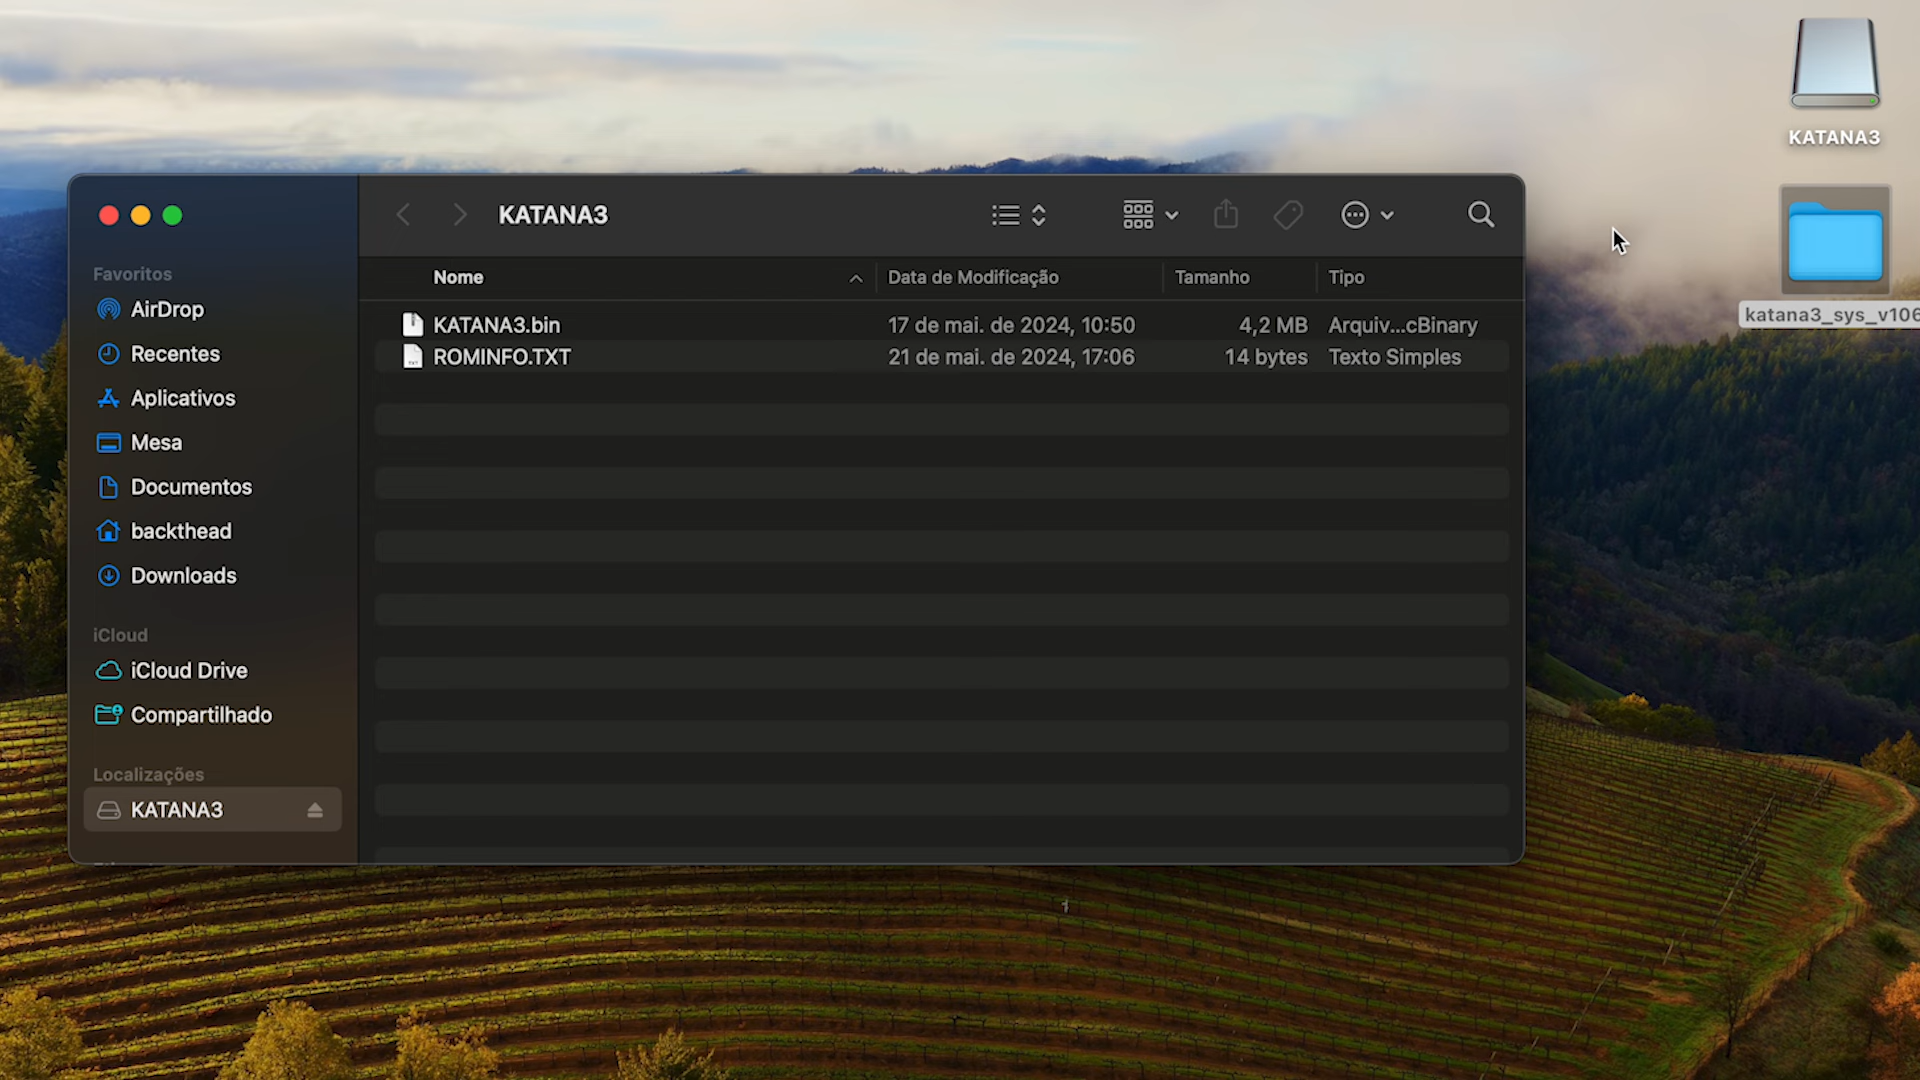 KATANA3
katana3_sys_v106
KATANA3
Nome
Data de Modificação
Tamanho
Tipo
KATANA3.bin
17 de mai. de 2024, 10:50
4,2 MB
Arquiv...cBinary
ROMINFO.TXT
21 de mai. de 2024, 17:06
14 bytes
Texto Simples
Favoritos
AirDrop
Recentes
Aplicativos
Mesa
Documentos
backthead
Downloads
iCloud
iCloud Drive
Compartilhado
Localizações
KATANA3